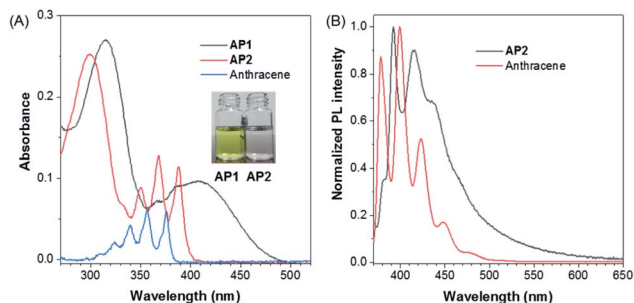 (A)
AP1
AP2
Anthracene
AP1 AP2
Absorbance
0.3
0.2
0.1
0.0
300 350 400 450 500
Wavelength (nm)
(B)
AP2
Anthracene
Normalized PL intensity
1.0
0.8
0.6
0.4
0.2
0.0
400 450 500 550 600 650
Wavelength (nm)